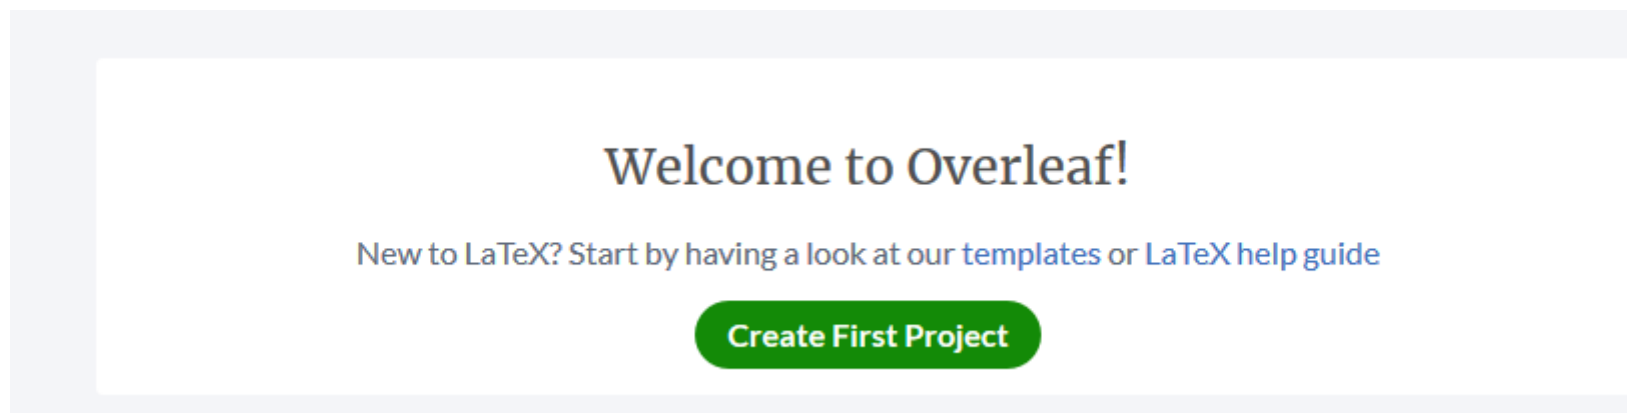 Welcome to Overleaf!
New to LaTeX? Start by having a look at our templates or LaTeX help guide
Create First Project